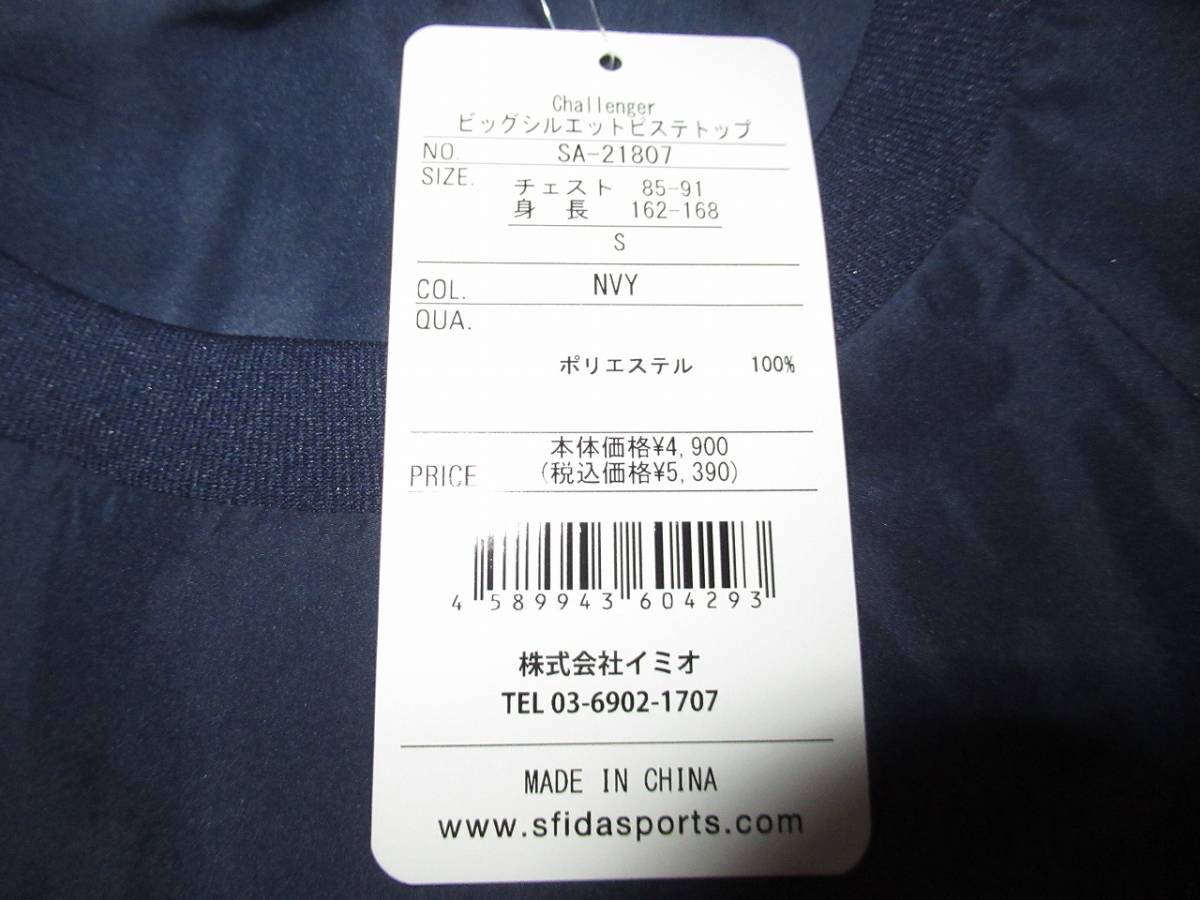 Challenger
ビッグシルエットピステトップ
NO. SA-21807
SIZE. チェスト 85-91
身 長 162-168
S
COL. NVY
QUA.
ポリエステル 100%
本体価格¥4,900
PRICE (税込価格¥5,390)
4 589943 604293
株式会社イミオ
TEL 03-6902-1707
MADE IN CHINA
www.sfidasports.com